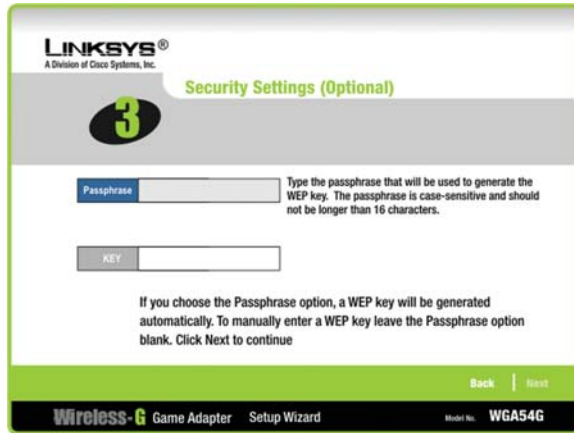 LINKSYS®
A Division of Cisco Systems, Inc.
Security Settings (Optional)
3
Passphrase
Type the passphrase that will be used to generate the
WEP key. The passphrase is case-sensitive and should
not be longer than 16 characters.
KEY
If you choose the Passphrase option, a WEP key will be generated
automatically. To manually enter a WEP key leave the Passphrase option
blank. Click Next to continue
Back | Next
Wireless-G Game Adapter Setup Wizard Model No. WGA54G